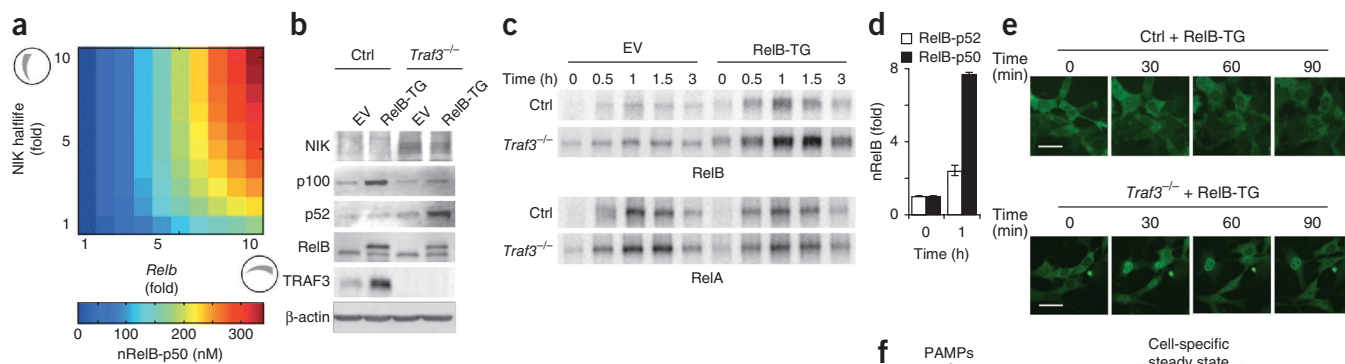 a
NIK halflife
(fold)
10
5
1
1 5 10
Relb
(fold)
0 100 200 300
nRelB-p50 (nM)
b
Ctrl Traf3–/–
EV RelB-TG EV RelB-TG
NIK
p100
p52
RelB
TRAF3
β-actin
c
EV RelB-TG
Time (h) 0 0.5 1 1.5 3 0 0.5 1 1.5 3
Ctrl
Traf3–/–
RelB
Ctrl
Traf3–/–
RelA
d
RelB-p52
RelB-p50
nRelB (fold)
8
4
0
0 1
Time (h)
e
Ctrl + RelB-TG
Time
(min)
0 30 60 90
Traf3–/– + RelB-TG
Time
(min)
0 30 60 90
f
PAMPs
Cell-specific
steady state